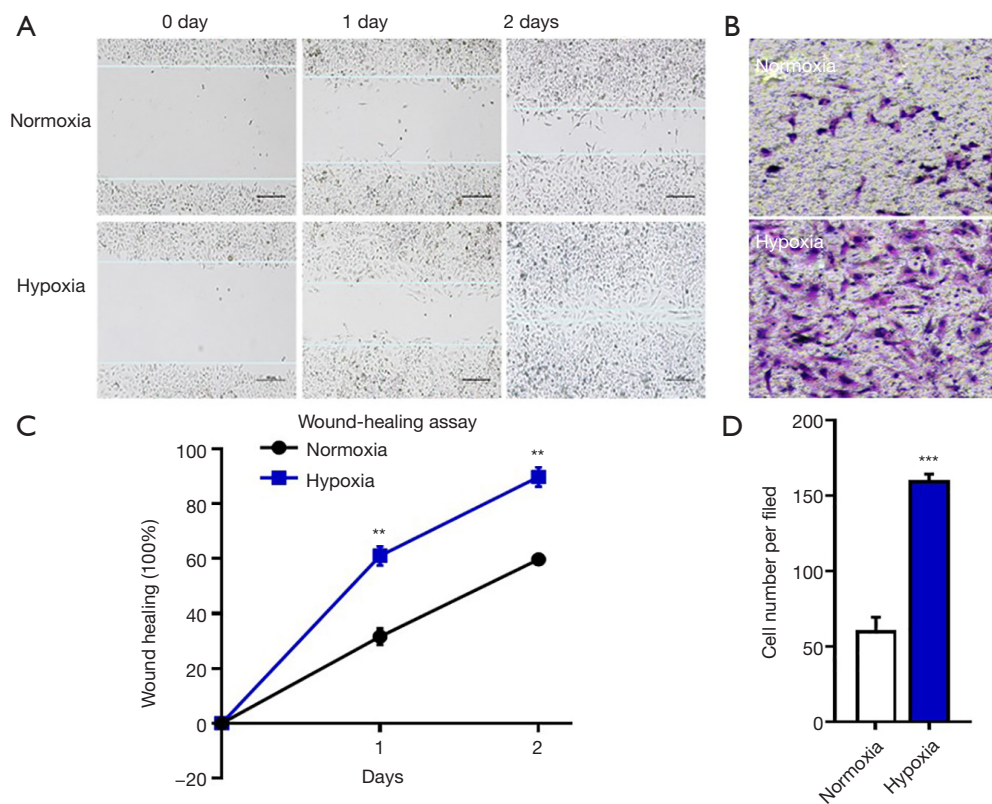 A
0 day
1 day
2 days
B
Normoxia
Hypoxia
Normoxia
Hypoxia
C
Wound-healing assay
Normoxia
Hypoxia
Wound healing (100%)
100
80
60
40
20
0
−20
**
**
1
2
Days
D
Cell number per filed
200
150
100
50
0
***
Normoxia
Hypoxia